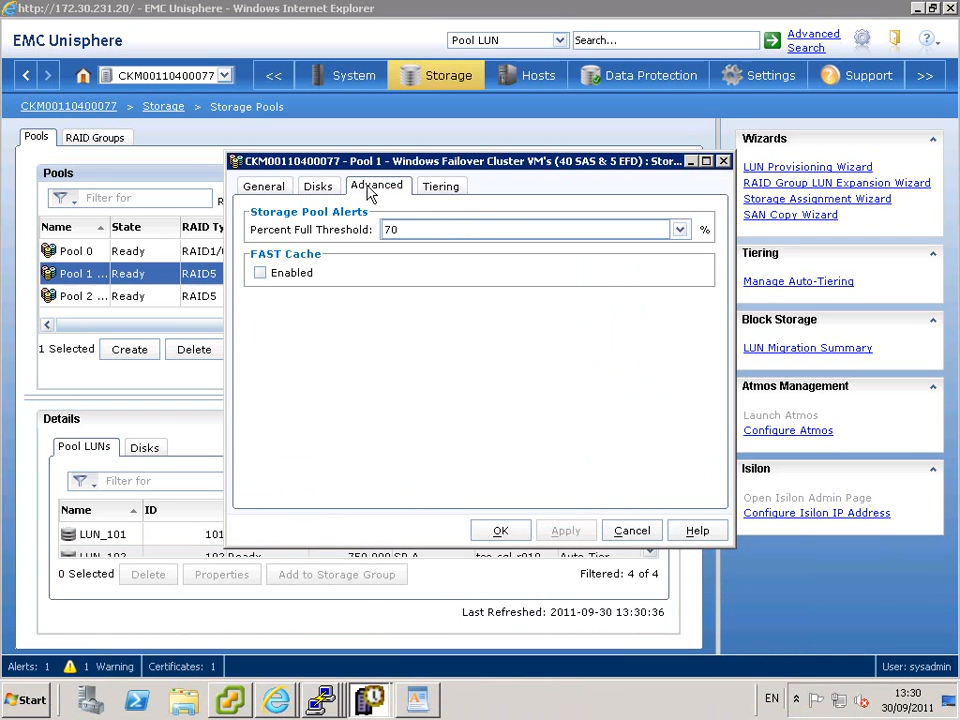 http://172.30.231.20/ - EMC Unisphere - Windows Internet Explorer
EMC Unisphere
Pool LUN
Search...
Advanced Search
CKM00110400077
<<
System
Storage
Hosts
Data Protection
Settings
Support
>>
CKM00110400077 > Storage > Storage Pools
Pools
RAID Groups
Pools
Filter for
Name
State
RAID Ty
Pool 0
Ready
RAID1/
Pool 1 ...
Ready
RAID5
Pool 2 ...
Ready
RAID5
1 Selected
Create
Delete
Details
Pool LUNs
Disks
Filter for
Name
ID
LUN_101
101
0 Selected
Delete
Properties
Add to Storage Group
Filtered: 4 of 4
Last Refreshed: 2011-09-30 13:30:36
CKM00110400077 - Pool 1 - Windows Failover Cluster VM's (40 SAS & 5 EFD) : Stor...
General
Disks
Advanced
Tiering
Storage Pool Alerts
Percent Full Threshold: 70 %
FAST Cache
Enabled
OK
Apply
Cancel
Help
Wizards
LUN Provisioning Wizard
RAID Group LUN Expansion Wizard
Storage Assignment Wizard
SAN Copy Wizard
Tiering
Manage Auto-Tiering
Block Storage
LUN Migration Summary
Atmos Management
Launch Atmos
Configure Atmos
Isilon
Open Isilon Admin Page
Configure Isilon IP Address
Alerts: 1
1 Warning
Certificates: 1
User: sysadmin
Start
EN
13:30
30/09/2011